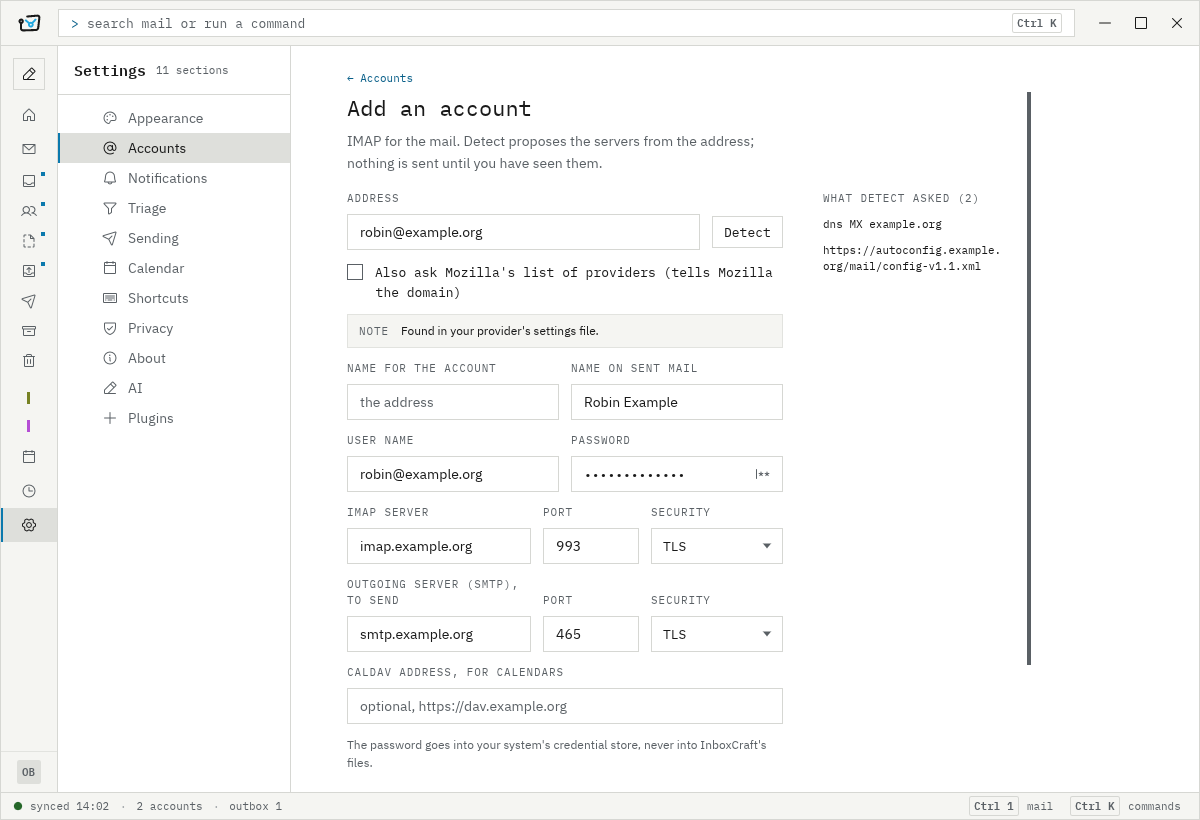 > search mail or run a command
Ctrl K
Settings 11 sections
Appearance
Accounts
Notifications
Triage
Sending
Calendar
Shortcuts
Privacy
About
AI
Plugins
← Accounts
Add an account
IMAP for the mail. Detect proposes the servers from the address;
nothing is sent until you have seen them.
ADDRESS
robin@example.org
Detect
Also ask Mozilla's list of providers (tells Mozilla
the domain)
NOTE Found in your provider's settings file.
NAME FOR THE ACCOUNT
NAME ON SENT MAIL
the address
Robin Example
USER NAME
PASSWORD
robin@example.org
•••••••••••••
|**
IMAP SERVER
PORT
SECURITY
imap.example.org
993
TLS
OUTGOING SERVER (SMTP),
TO SEND
PORT
SECURITY
smtp.example.org
465
TLS
CALDAV ADDRESS, FOR CALENDARS
optional, https://dav.example.org
The password goes into your system's credential store, never into InboxCraft's
files.
WHAT DETECT ASKED (2)
dns MX example.org
https://autoconfig.example.
org/mail/config-v1.1.xml
OB
synced 14:02 · 2 accounts · outbox 1
Ctrl 1 mail
Ctrl K commands